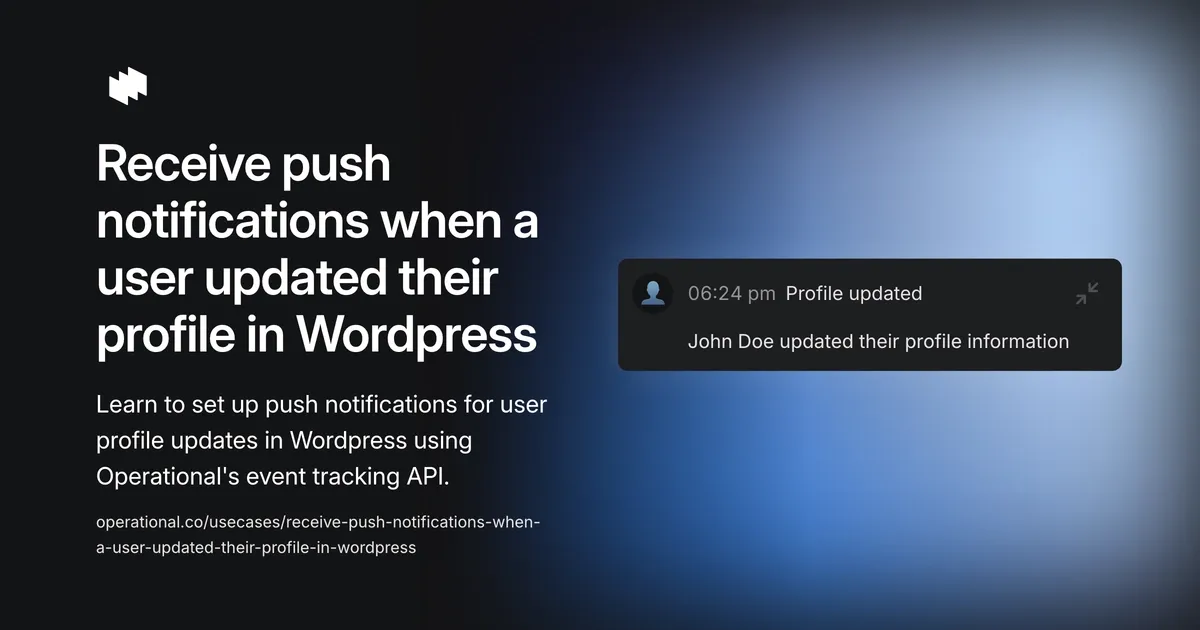 Receive push
notifications when a
user updated their
profile in Wordpress
Learn to set up push notifications for user
profile updates in Wordpress using
Operational's event tracking API.
operational.co/usecases/receive-push-notifications-when-
a-user-updated-their-profile-in-wordpress
06:24 pm Profile updated
John Doe updated their profile information